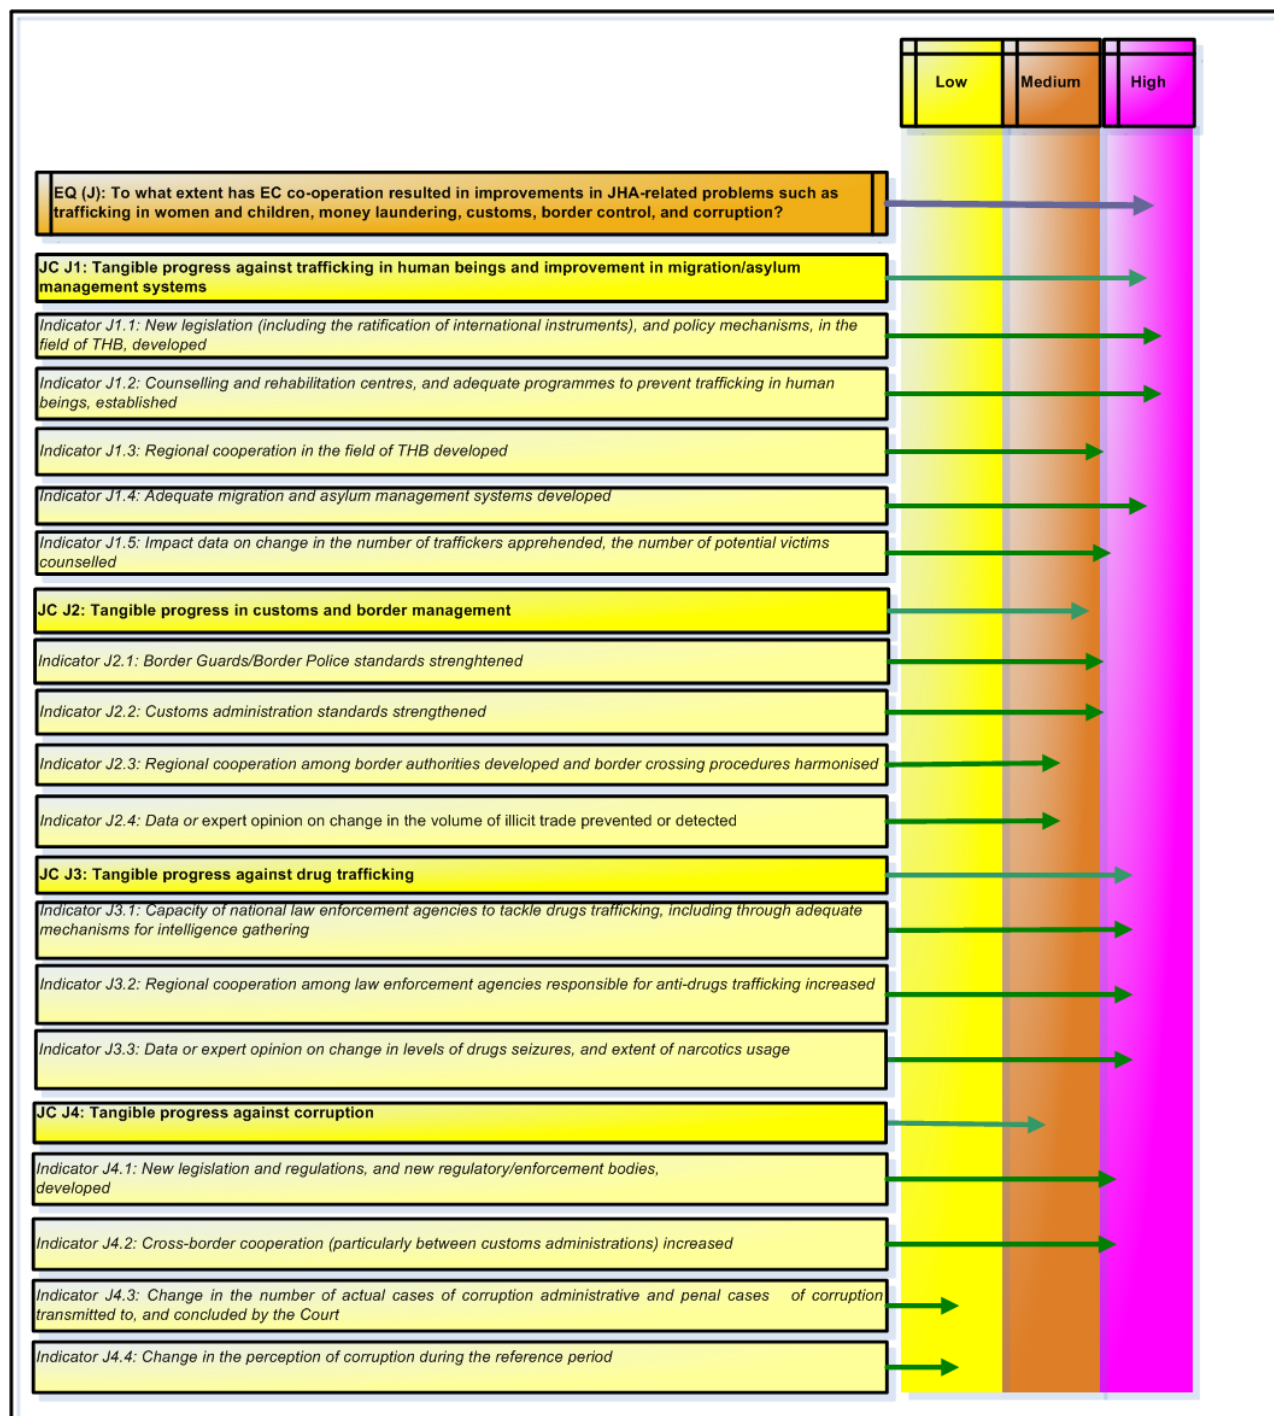 Low Medium High
EQ (J): To what extent has EC co-operation resulted in improvements in JHA-related problems such as
trafficking in women and children, money laundering, customs, border control, and corruption?
JC J1: Tangible progress against trafficking in human beings and improvement in migration/asylum
management systems
Indicator J1.1: New legislation (including the ratification of international instruments), and policy mechanisms, in the
field of THB, developed
Indicator J1.2: Counselling and rehabilitation centres, and adequate programmes to prevent trafficking in human
beings, established
Indicator J1.3: Regional cooperation in the field of THB developed
Indicator J1.4: Adequate migration and asylum management systems developed
Indicator J1.5: Impact data on change in the number of traffickers apprehended, the number of potential victims
counselled
JC J2: Tangible progress in customs and border management
Indicator J2.1: Border Guards/Border Police standards strenghtened
Indicator J2.2: Customs administration standards strengthened
Indicator J2.3: Regional cooperation among border authorities developed and border crossing procedures harmonised
Indicator J2.4: Data or expert opinion on change in the volume of illicit trade prevented or detected
JC J3: Tangible progress against drug trafficking
Indicator J3.1: Capacity of national law enforcement agencies to tackle drugs trafficking, including through adequate
mechanisms for intelligence gathering
Indicator J3.2: Regional cooperation among law enforcement agencies responsible for anti-drugs trafficking increased
Indicator J3.3: Data or expert opinion on change in levels of drugs seizures, and extent of narcotics usage
JC J4: Tangible progress against corruption
Indicator J4.1: New legislation and regulations, and new regulatory/enforcement bodies,
developed
Indicator J4.2: Cross-border cooperation (particularly between customs administrations) increased
Indicator J4.3: Change in the number of actual cases of corruption administrative and penal cases of corruption
transmitted to, and concluded by the Court
Indicator J4.4: Change in the perception of corruption during the reference period